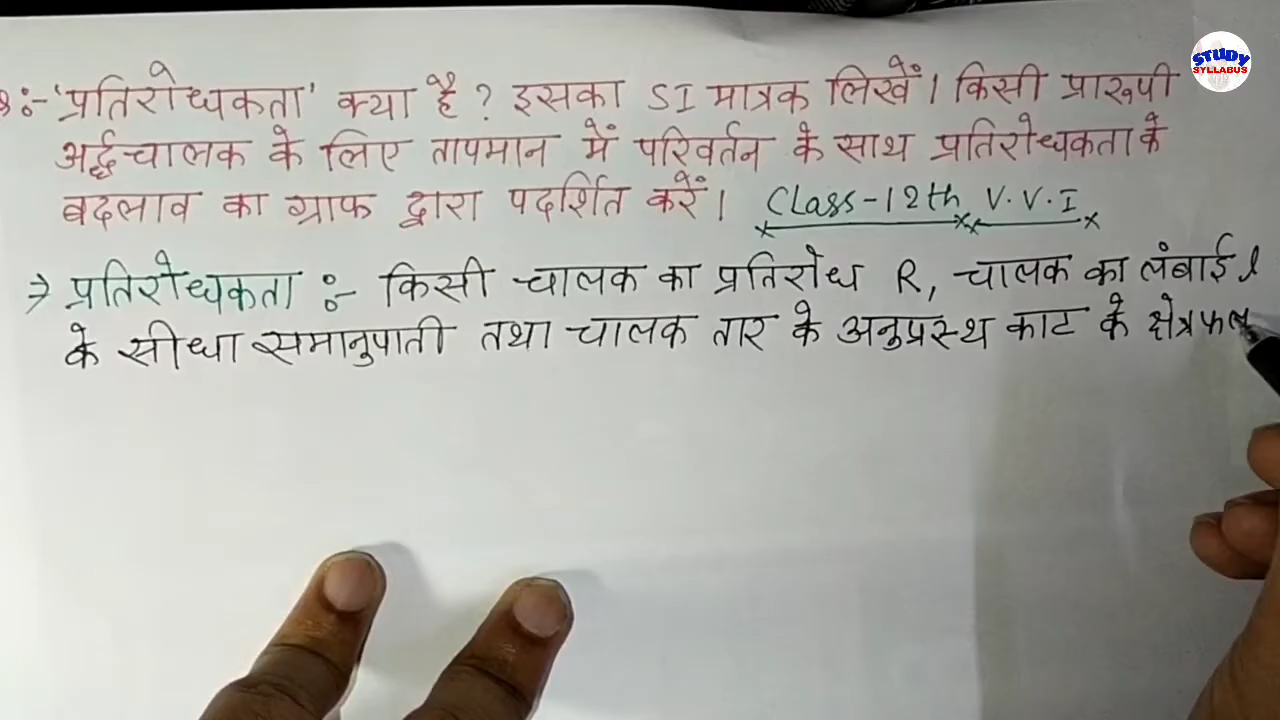 STUDY
SYLLABUS
:- 'प्रतिरोधकता' क्या है ? इसका SI मात्रक लिखें। किसी प्रारूपी
अर्द्धचालक के लिए तापमान में परिवर्तन के साथ प्रतिरोधकता के
बदलाव का ग्राफ द्वारा पदर्शित करें। Class-12th V.V.I
→ प्रतिरोधकता :- किसी चालक का प्रतिरोध R, चालक का लंबाई l
के सीधा समानुपाती तथा चालक तार के अनुप्रस्थ काट के क्षेत्रफल